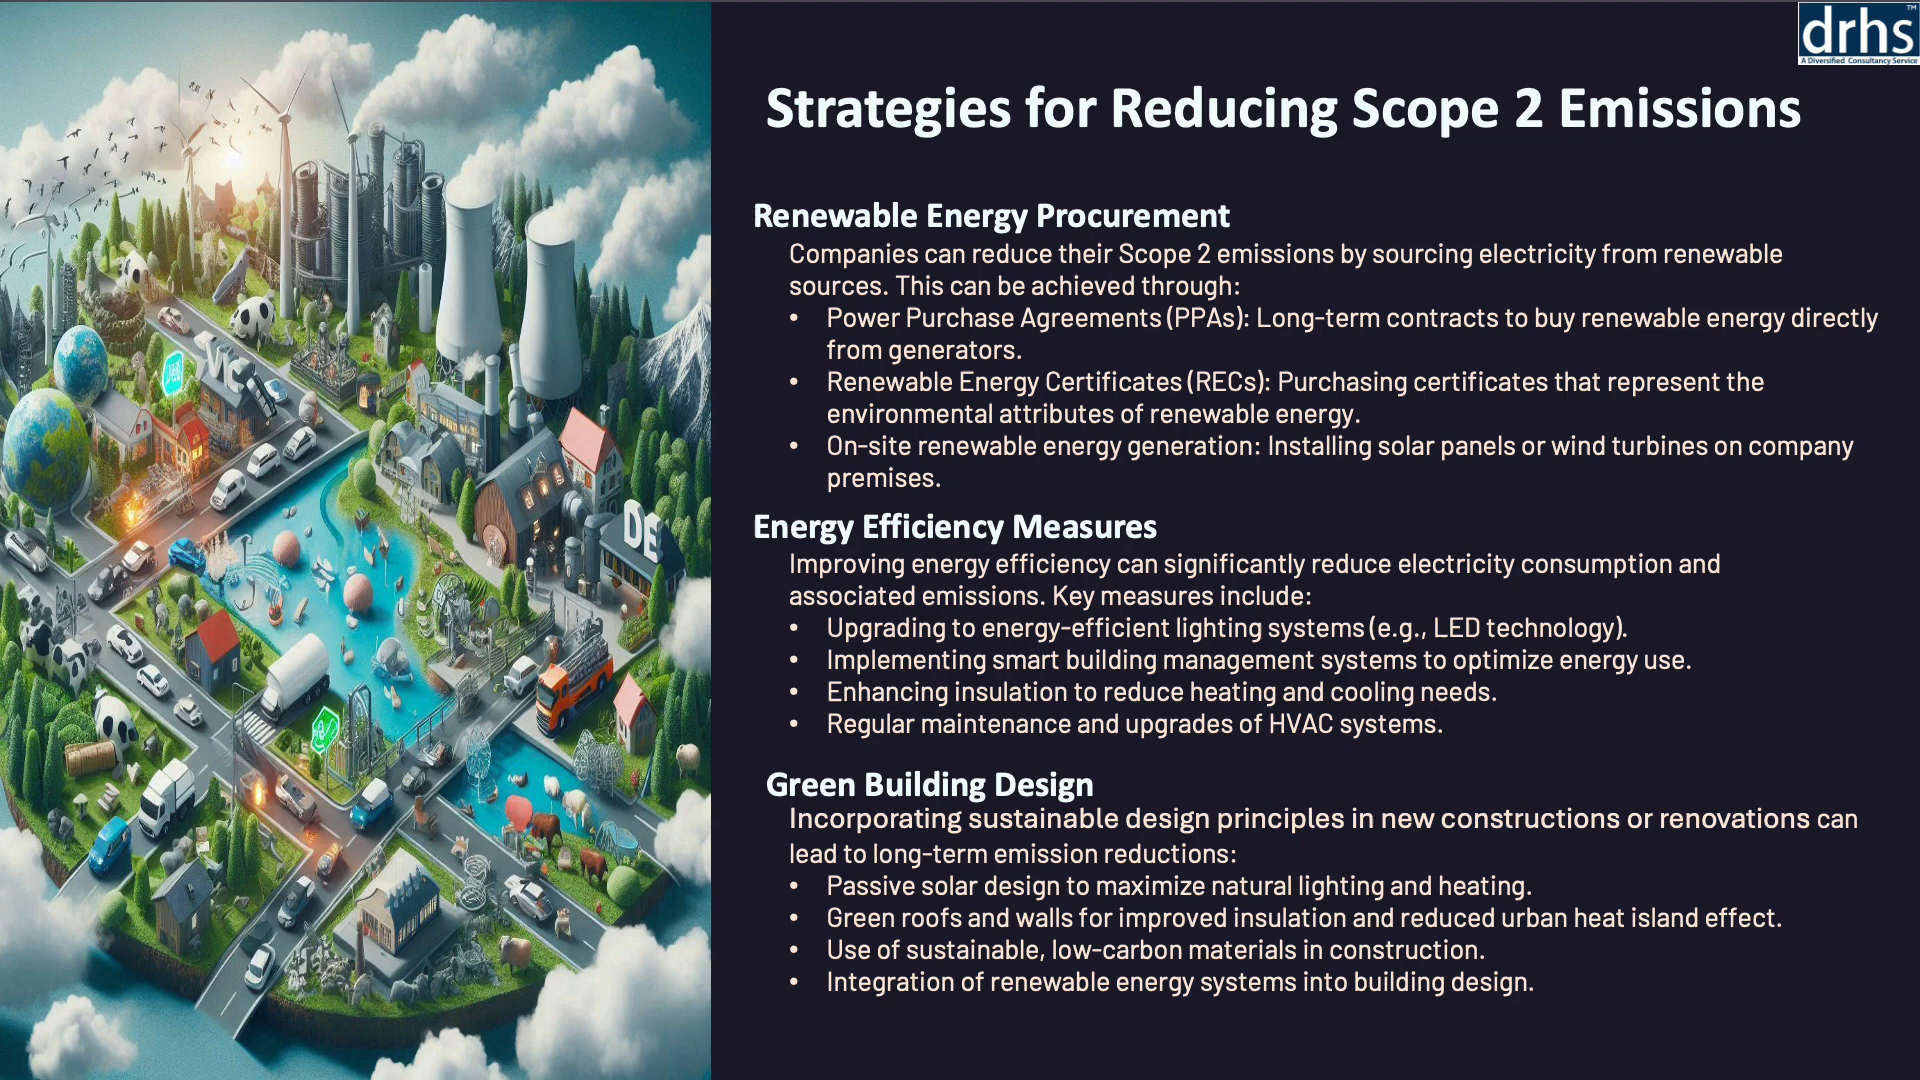 drhs TM
A Diversified Consultancy Service
Strategies for Reducing Scope 2 Emissions
Renewable Energy Procurement
Companies can reduce their Scope 2 emissions by sourcing electricity from renewable
sources. This can be achieved through:
• Power Purchase Agreements (PPAs): Long-term contracts to buy renewable energy directly
from generators.
• Renewable Energy Certificates (RECs): Purchasing certificates that represent the
environmental attributes of renewable energy.
• On-site renewable energy generation: Installing solar panels or wind turbines on company
premises.
Energy Efficiency Measures
Improving energy efficiency can significantly reduce electricity consumption and
associated emissions. Key measures include:
• Upgrading to energy-efficient lighting systems (e.g., LED technology).
• Implementing smart building management systems to optimize energy use.
• Enhancing insulation to reduce heating and cooling needs.
• Regular maintenance and upgrades of HVAC systems.
Green Building Design
Incorporating sustainable design principles in new constructions or renovations can
lead to long-term emission reductions:
• Passive solar design to maximize natural lighting and heating.
• Green roofs and walls for improved insulation and reduced urban heat island effect.
• Use of sustainable, low-carbon materials in construction.
• Integration of renewable energy systems into building design.
DE